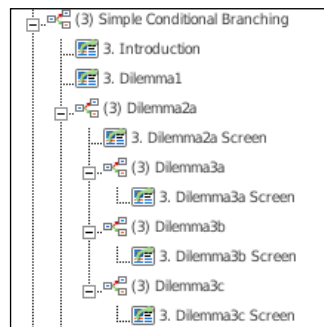 (3) Simple Conditional Branching
3. Introduction
3. Dilemma1
(3) Dilemma2a
3. Dilemma2a Screen
(3) Dilemma3a
3. Dilemma3a Screen
(3) Dilemma3b
3. Dilemma3b Screen
(3) Dilemma3c
3. Dilemma3c Screen